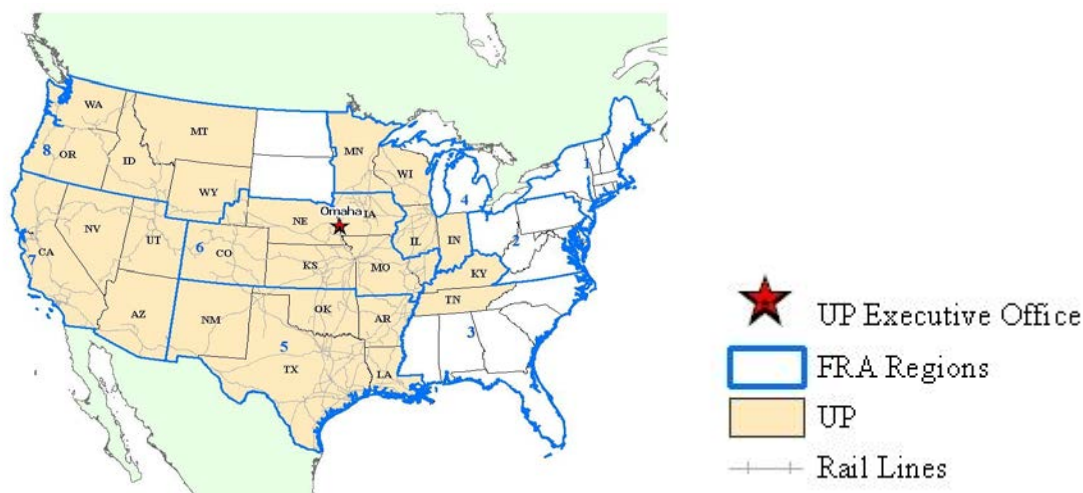 WA
MT
MN
8
OR
ID
WI
1
WY
4
Omaha
IA
NE
NV
UT
6
CO
IL
IN
2
CA
7
KS
MO
KY
TN
AZ
NM
OK
AR
3
5
TX
LA
UP Executive Office
FRA Regions
UP
Rail Lines